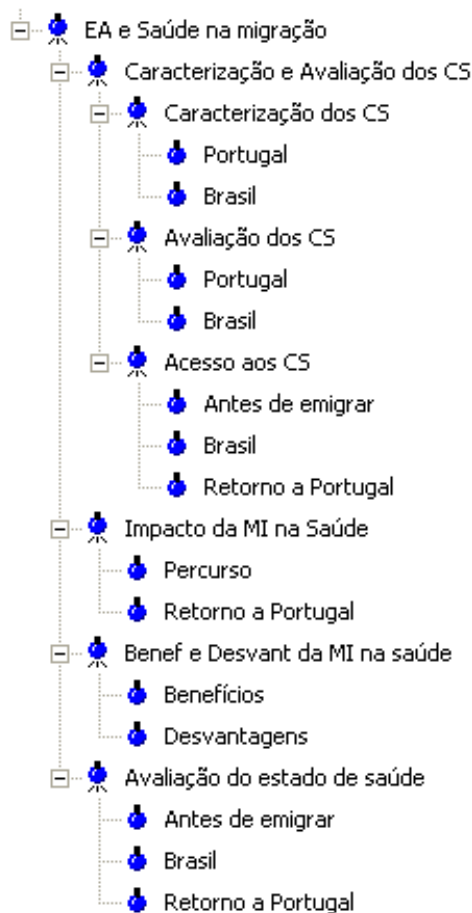 EA e Saúde na migração
Caracterização e Avaliação dos CS
Caracterização dos CS
Portugal
Brasil
Avaliação dos CS
Portugal
Brasil
Acesso aos CS
Antes de emigrar
Brasil
Retorno a Portugal
Impacto da MI na Saúde
Percurso
Retorno a Portugal
Benef e Desvant da MI na saúde
Benefícios
Desvantagens
Avaliação do estado de saúde
Antes de emigrar
Brasil
Retorno a Portugal